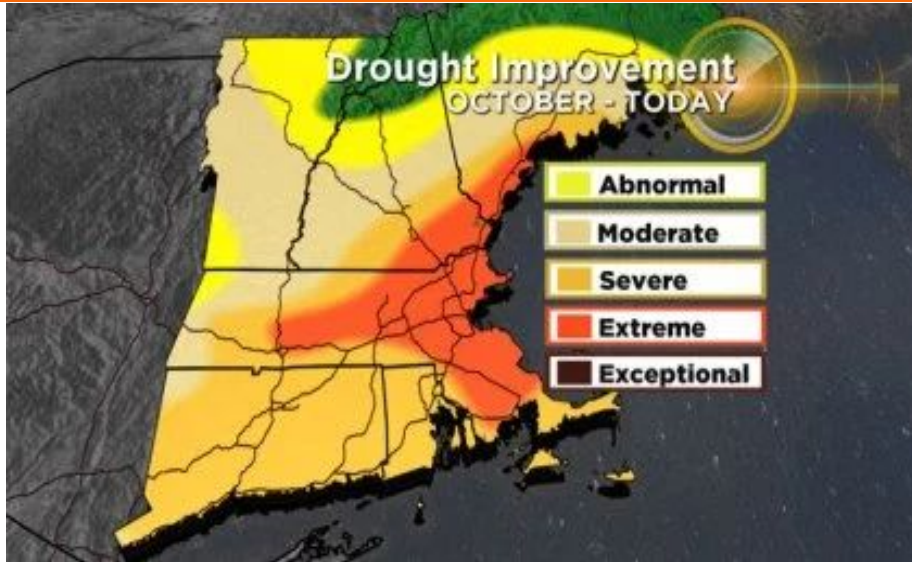 Drought Improvement
OCTOBER - TODAY
Abnormal
Moderate
Severe
Extreme
Exceptional